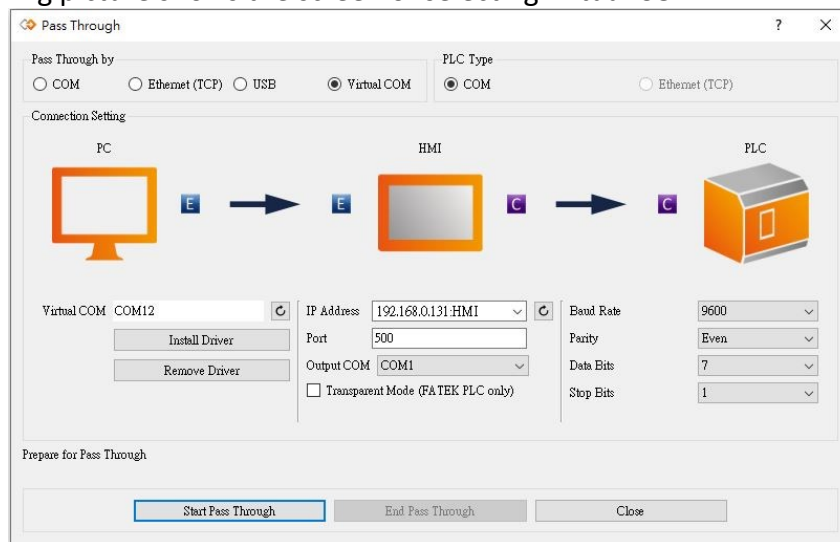 Pass Through ? ×
Pass Through by
COM Ethernet (TCP) USB Virtual COM
PLC Type
COM Ethernet (TCP)
Connection Setting
PC HMI PLC
E E C C
Virtual COM COM12
Install Driver
Remove Driver
IP Address 192.168.0.131:HMI
Port 500
Output COM COM1
Transparent Mode (FATEK PLC only)
Baud Rate 9600
Parity Even
Data Bits 7
Stop Bits 1
Prepare for Pass Through
Start Pass Through End Pass Through Close